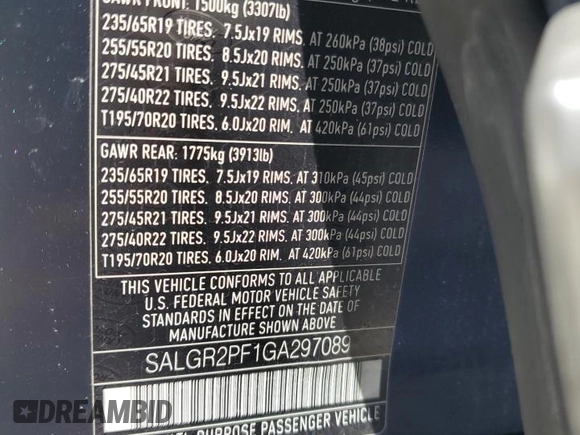 GAWR FRONT: 1500kg (3307lb)
235/65R19 TIRES. 7.5Jx19 RIMS. AT 260kPa (38psi) COLD
255/55R20 TIRES. 8.5Jx20 RIMS. AT 250kPa (37psi) COLD
275/45R21 TIRES. 9.5Jx21 RIMS. AT 250kPa (37psi) COLD
275/40R22 TIRES. 9.5Jx22 RIMS. AT 250kPa (37psi) COLD
T195/70R20 TIRES. 6.0Jx20 RIM. AT 420kPa (61psi) COLD
GAWR REAR: 1775kg (3913lb)
235/65R19 TIRES. 7.5Jx19 RIMS. AT 310kPa (45psi) COLD
255/55R20 TIRES. 8.5Jx20 RIMS. AT 300kPa (44psi) COLD
275/45R21 TIRES. 9.5Jx21 RIMS. AT 300kPa (44psi) COLD
275/40R22 TIRES. 9.5Jx22 RIMS. AT 300kPa (44psi) COLD
T195/70R20 TIRES. 6.0Jx20 RIM. AT 420kPa (61psi) COLD
THIS VEHICLE CONFORMS TO ALL APPLICABLE
U.S. FEDERAL MOTOR VEHICLE SAFETY
STANDARDS IN EFFECT ON THE DATE OF
MANUFACTURE SHOWN ABOVE
SALGR2PF1GA297089
PURPOSE PASSENGER VEHICLE
DREAMBID